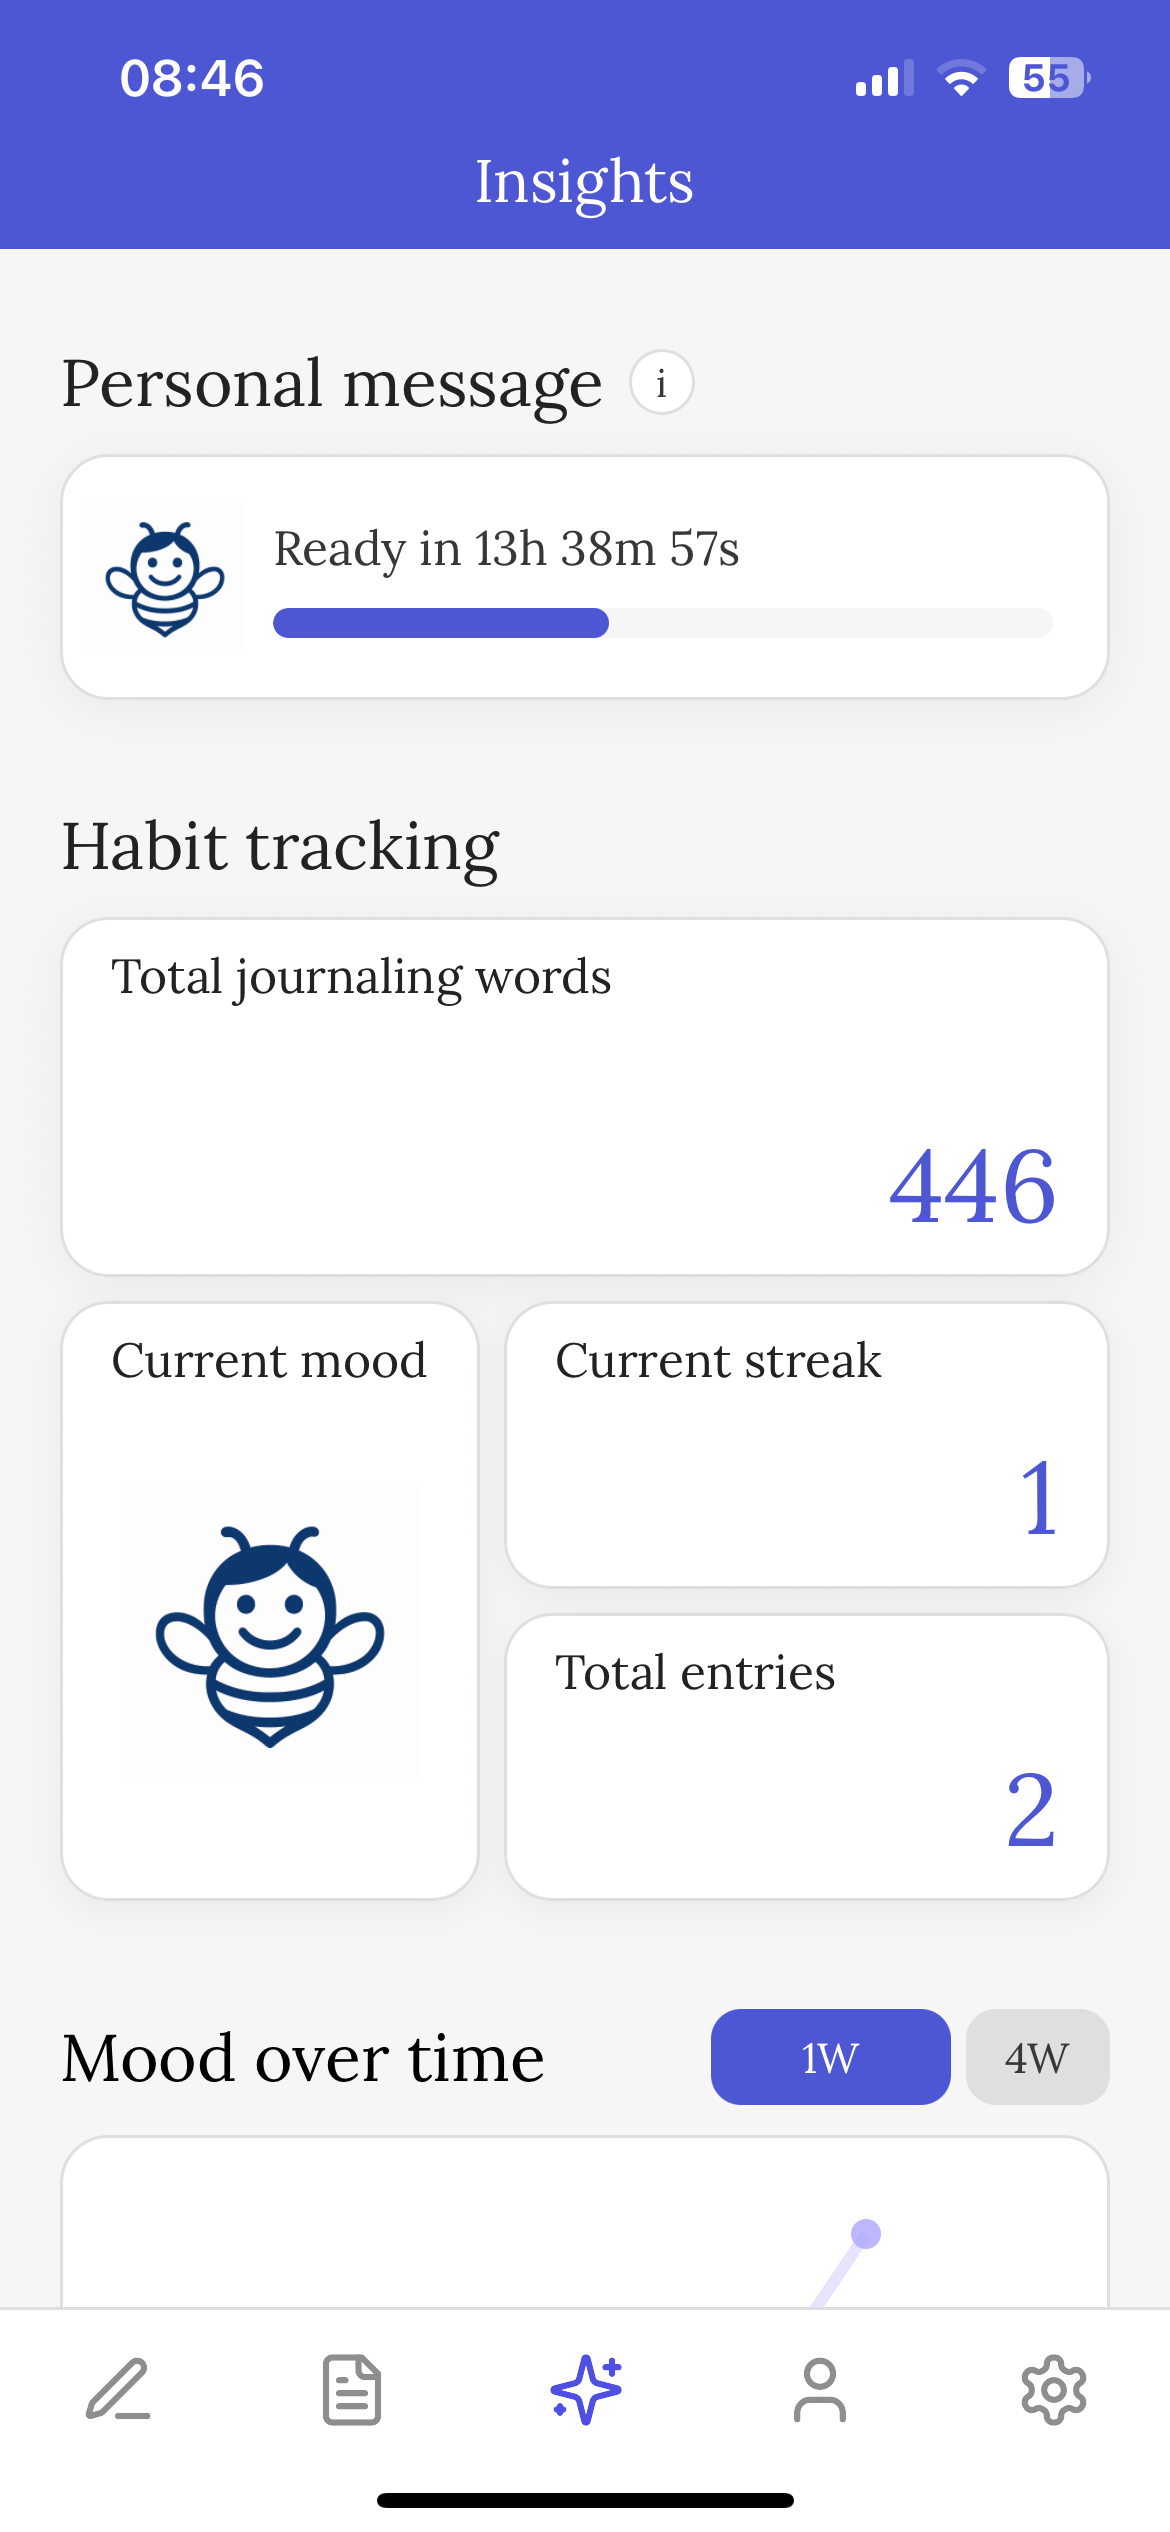 08:46
55
Insights
Personal message
i
Ready in 13h 38m 57s
Habit tracking
Total journaling words
446
Current mood
Current streak
1
Total entries
2
Mood over time
1W
4W